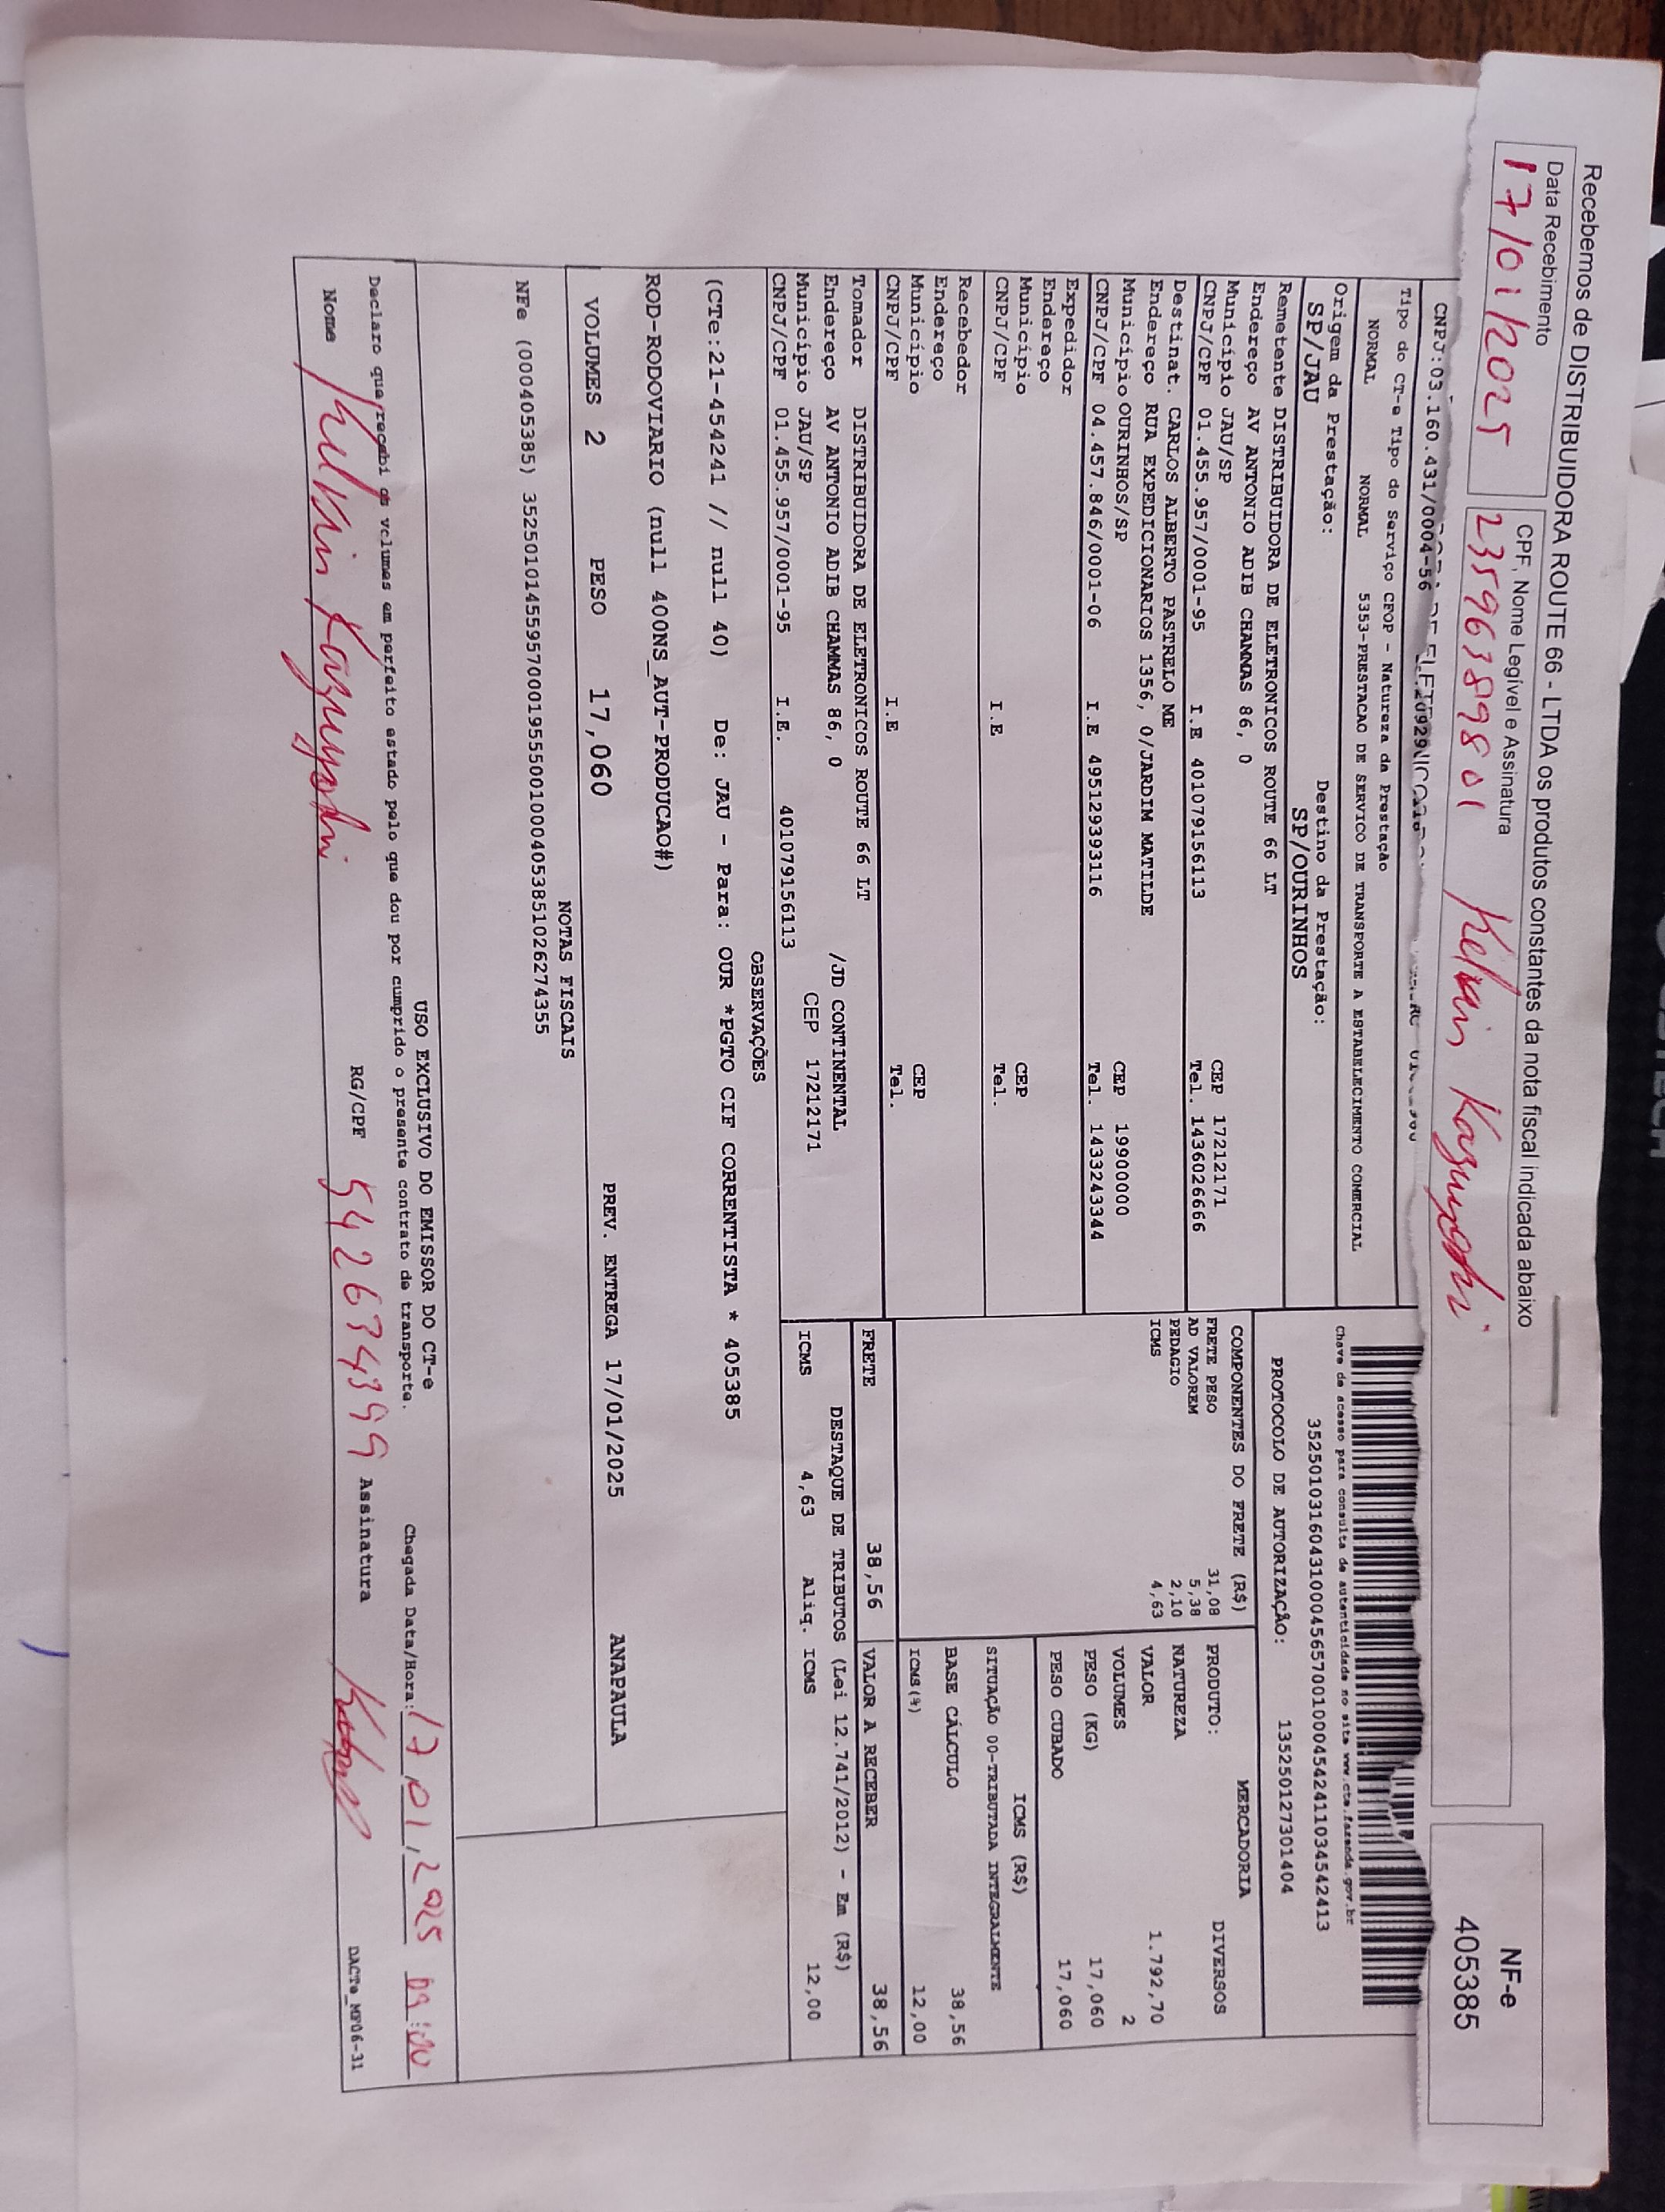 Recebemos de DISTRIBUIDORA ROUTE 66 - LTDA os produtos constantes da nota fiscal indicada abaixo
Data Recebimento
17/01/2025
CPF, Nome Legível e Assinatura
23596389801 Kelvin Kazuyoshi
NF-e
405385
CNPJ:03.160.431/0004-56
Tipo do CT-e Tipo do Serviço CFOP - Natureza da Prestação
NORMAL NORMAL 5353-PRESTACAO DE SERVICO DE TRANSPORTE A ESTABELECIMENTO COMERCIAL
Chave de acesso para consulta de autenticidade no site www.cte.fazenda.gov.br
Origem da Prestação: Destino da Prestação:
SP/JAU SP/OURINHOS
PROTOCOLO DE AUTORIZAÇÃO: 135250127301404
Remetente DISTRIBUIDORA DE ELETRONICOS ROUTE 66 LT
Endereço AV ANTONIO ADIB CHAMMAS 86, 0
Município JAU/SP CEP 17212171
CNPJ/CPF 01.455.957/0001-95 I.E 401079156113 Tel. 1436026666
Destinat. CARLOS ALBERTO PASTRELO ME
Endereço RUA EXPEDICIONARIOS 1356, 0/JARDIM MATILDE
Município OURINHOS/SP CEP 19900000
CNPJ/CPF 04.457.846/0001-06 I.E 495129393116 Tel. 1433243344
Expedidor
Endereço
Município CEP
CNPJ/CPF I.E Tel.
Recebedor
Endereço
Município CEP
CNPJ/CPF I.E Tel.
COMPONENTES DO FRETE (R$)
FRETE PESO 31,08
AD VALOREM 5,38
PEDAGIO 2,10
ICMS 4,63
MERCADORIA
PRODUTO: DIVERSOS
NATUREZA
VALOR 1.792,70
VOLUMES 2
PESO (KG) 17,060
PESO CUBADO 17,060
ICMS (R$)
SITUAÇÃO 00-TRIBUTADA INTEGRALMENTE
BASE CÁLCULO 38,56
ICMS(%) 12,00
Tomador DISTRIBUIDORA DE ELETRONICOS ROUTE 66 LT
Endereço AV ANTONIO ADIB CHAMMAS 86, 0 /JD CONTINENTAL
Município JAU/SP CEP 17212171
CNPJ/CPF 01.455.957/0001-95 I.E. 401079156113
FRETE 38,56 VALOR A RECEBER 38,56
DESTAQUE DE TRIBUTOS (Lei 12.741/2012) - Em (R$)
ICMS 4,63 Aliq. ICMS 12,00
OBSERVAÇÕES
(CTe:21-454241 // null 40) De: JAU - Para: OUR *PGTO CIF CORRENTISTA * 405385
ROD-RODOVIARIO (null 400NS_AUT-PRODUCAO#)
VOLUMES 2 PESO 17,060 PREV. ENTREGA 17/01/2025 ANAPAULA
NOTAS FISCAIS
NFe (000405385) 35250101455957000195550010004053851026274355
USO EXCLUSIVO DO EMISSOR DO CT-e
Declaro que recebi os volumes em perfeito estado pelo que dou por cumprido o presente contrato de transporte.
Chegada Data/Hora: 17,01,2025 09:00
Nome Kelvin Kazuyoshi RG/CPF 542634399 Assinatura
DACTe_MP06-31